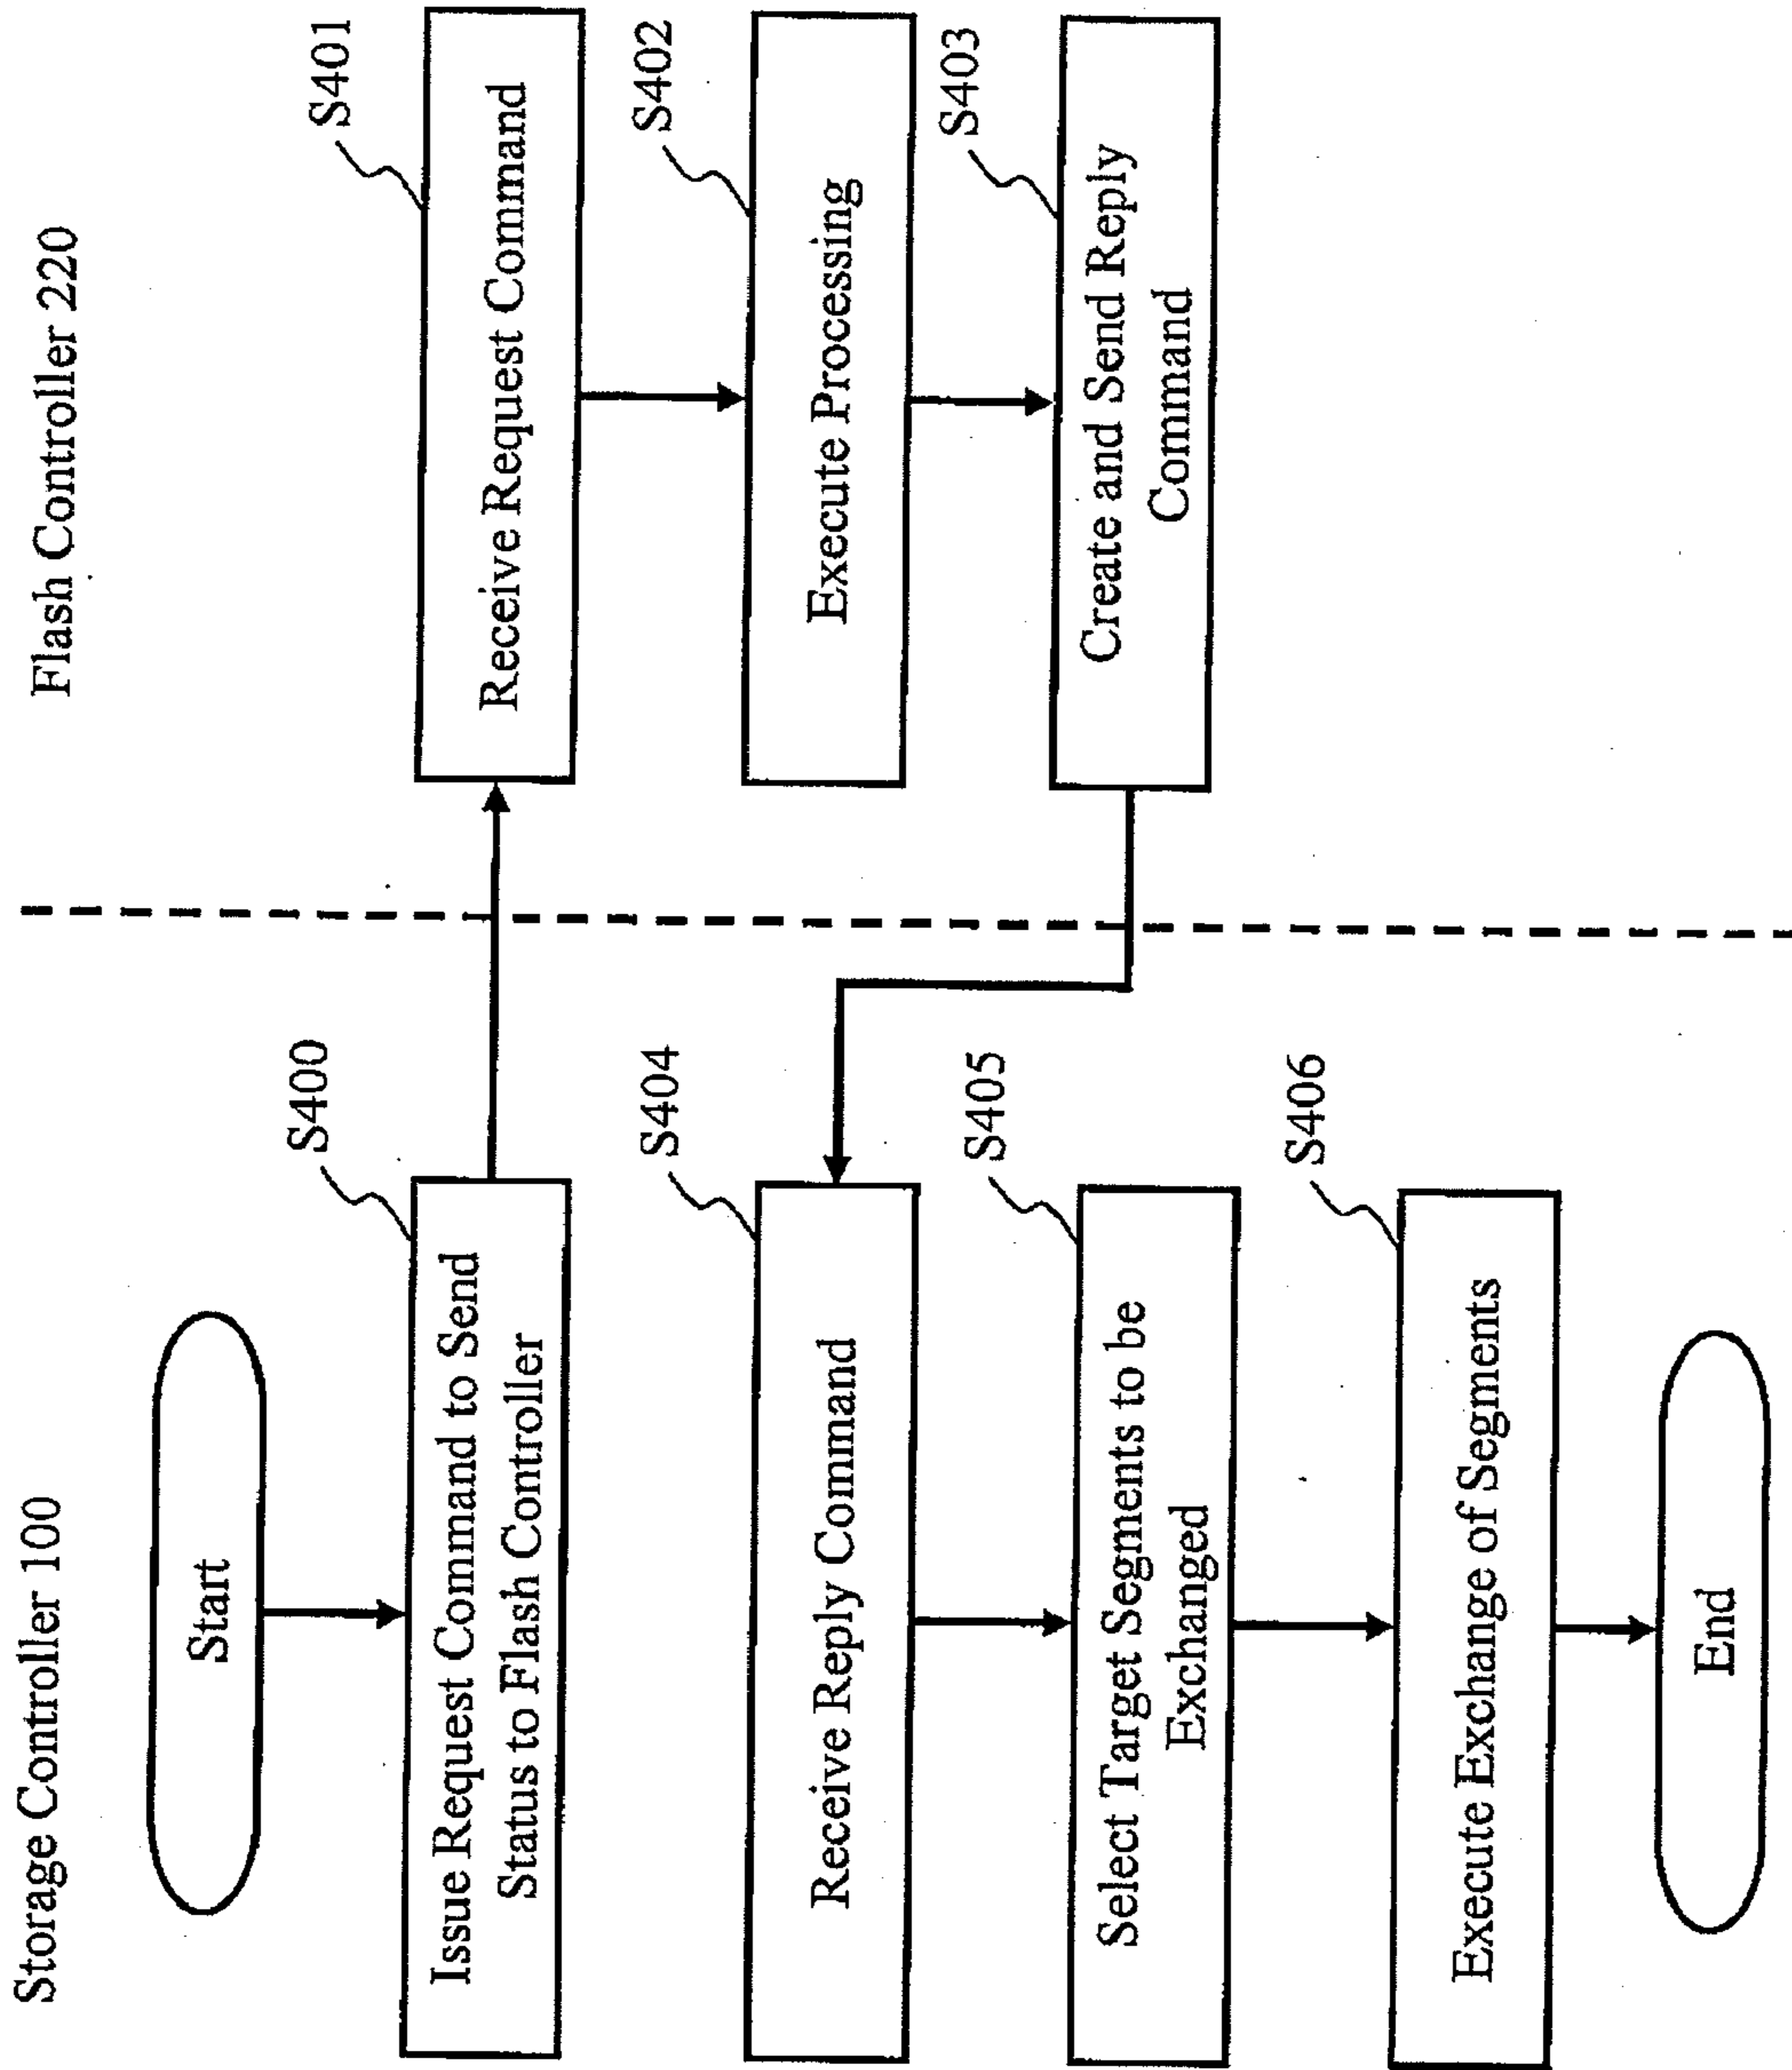 Storage Controller 100
Flash Controller 220
Start
S400
Issue Request Command to Send
Status to Flash Controller
S401
Receive Request Command
S402
Execute Processing
S403
Create and Send Reply
Command
S404
Receive Reply Command
S405
Select Target Segments to be
Exchanged
S406
Execute Exchange of Segments
End